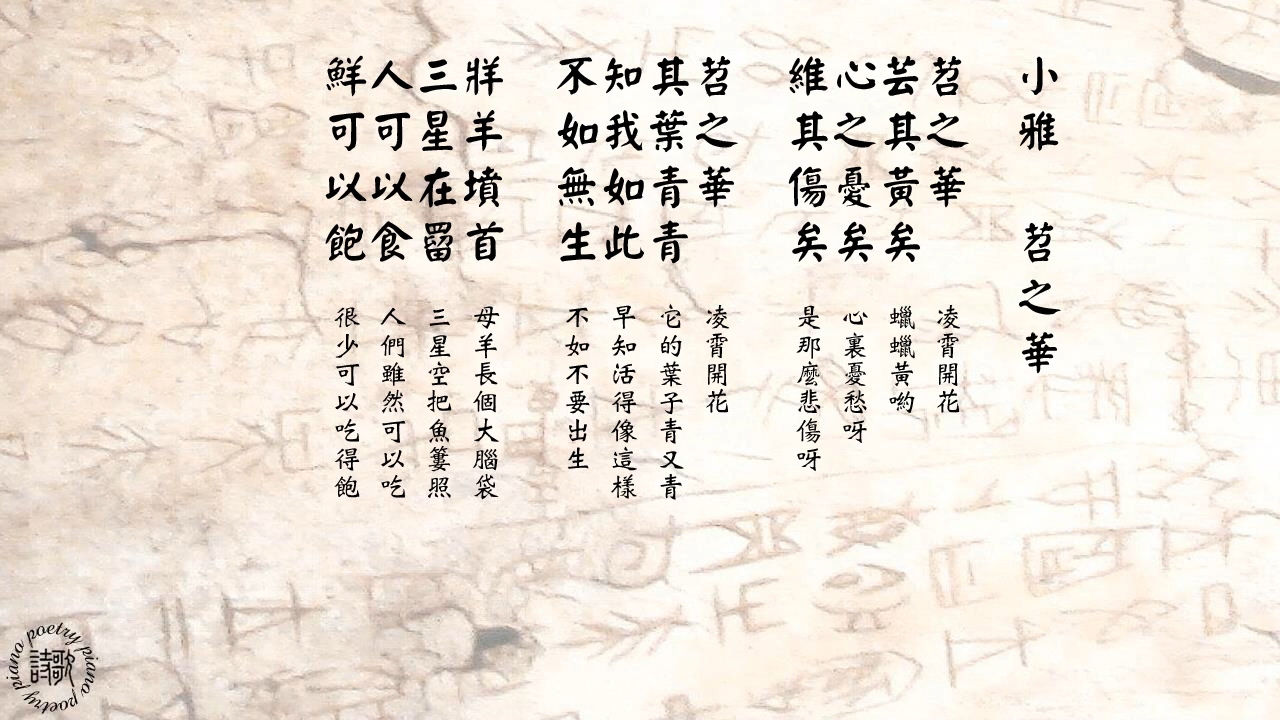 小雅 苕之華
苕之華
芸其黃矣
心之憂矣
維其傷矣
苕之華
其葉青青
知我如此
不如無生
牂羊墳首
三星在罶
人可以食
鮮可以飽
凌霄開花
蠟蠟黃喲
心裏憂愁呀
是那麼悲傷呀
凌霄開花
它的葉子青又青
早知活得像這樣
不如不要出生
母羊長個大腦袋
三星空把魚簍照
人們雖然可以吃
很少可以吃得飽
poetry piano poetry piano
詩歌